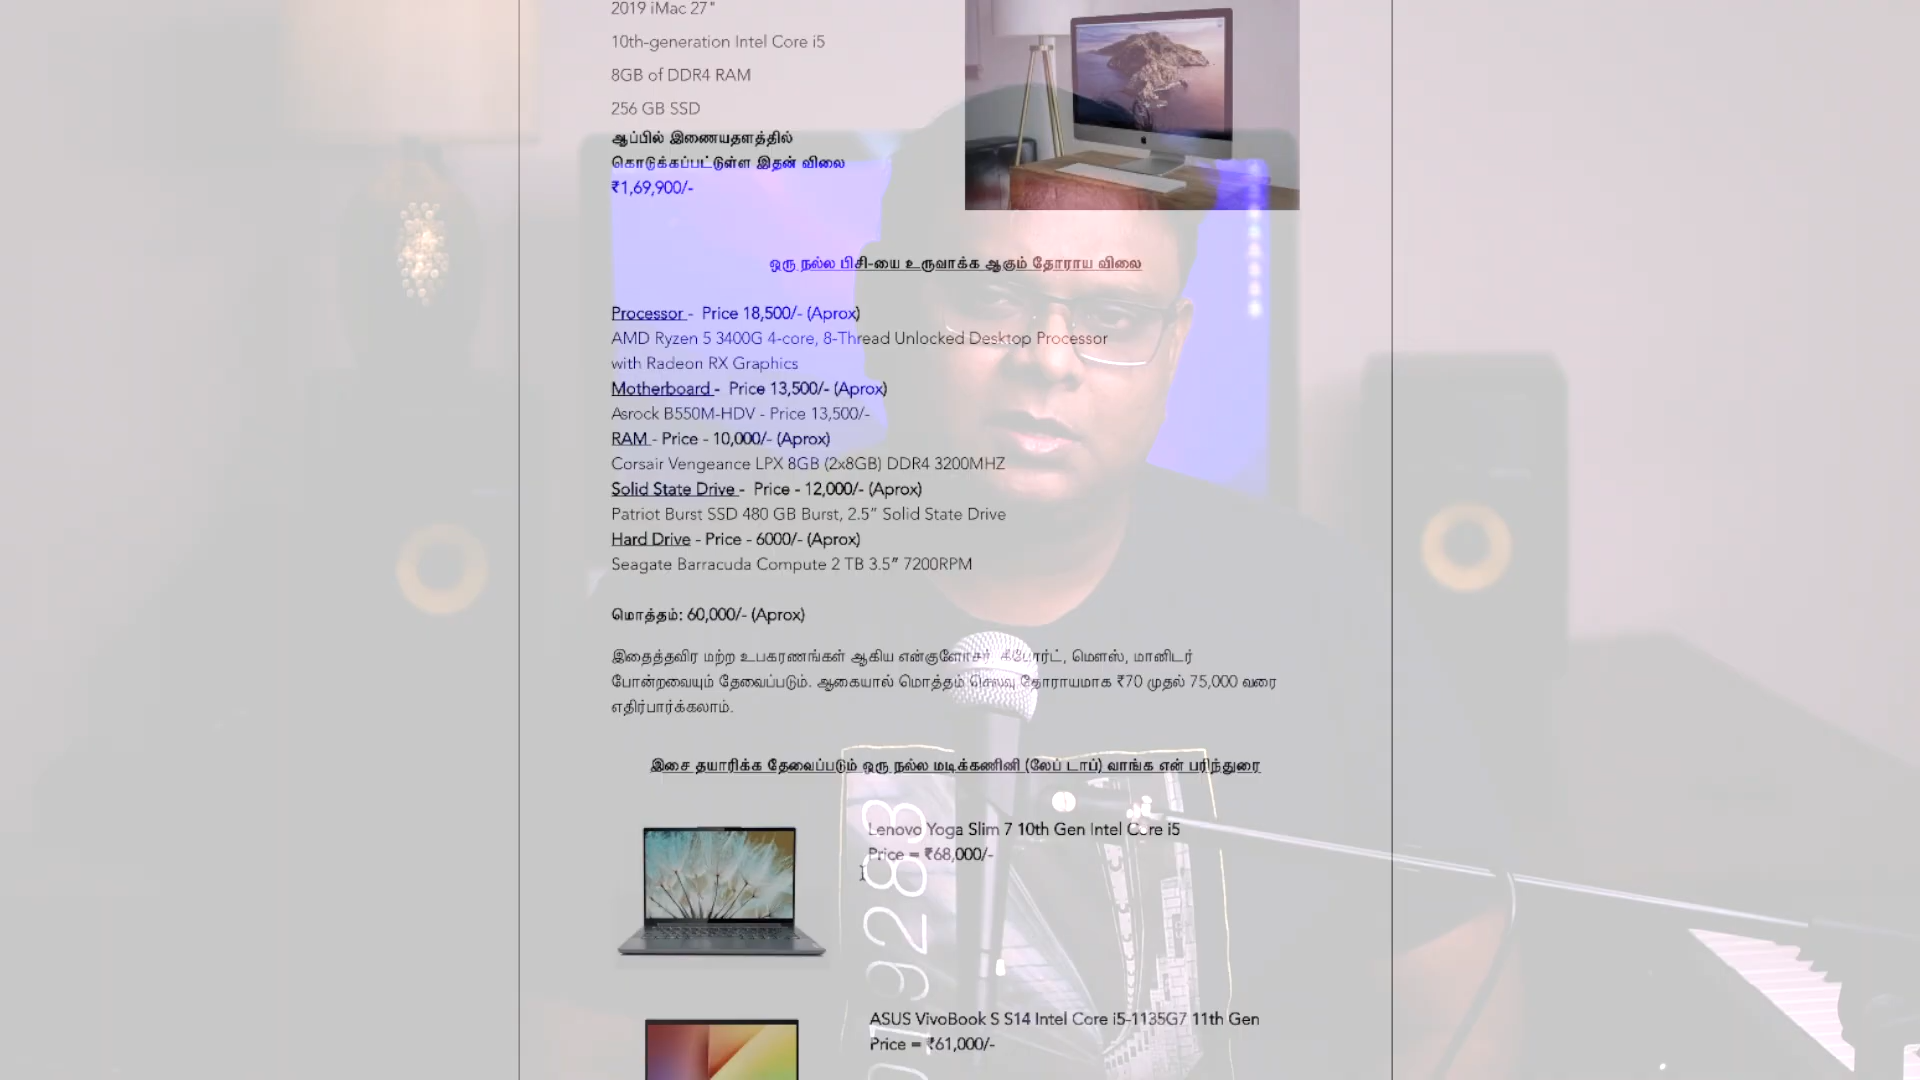 2019 iMac 27"
10th-generation Intel Core i5
8GB of DDR4 RAM
256 GB SSD
ஆப்பில் இணையதளத்தில்
கொடுக்கப்பட்டுள்ள இதன் விலை
₹1,69,900/-
ஒரு நல்ல பிசி-யை உருவாக்க ஆகும் தோராய விலை
Processor - Price 18,500/- (Aprox)
AMD Ryzen 5 3400G 4-core, 8-Thread Unlocked Desktop Processor
with Radeon RX Graphics
Motherboard - Price 13,500/- (Aprox)
Asrock B550M-HDV - Price 13,500/-
RAM - Price - 10,000/- (Aprox)
Corsair Vengeance LPX 8GB (2x8GB) DDR4 3200MHZ
Solid State Drive - Price - 12,000/- (Aprox)
Patriot Burst SSD 480 GB Burst, 2.5" Solid State Drive
Hard Drive - Price - 6000/- (Aprox)
Seagate Barracuda Compute 2 TB 3.5" 7200RPM
மொத்தம்: 60,000/- (Aprox)
இதைத்தவிர மற்ற உபகரணங்கள் ஆகிய என்குளோசர், கீபோர்ட், மௌஸ், மானிடர்
போன்றவையும் தேவைப்படும். ஆகையால் மொத்தம் செலவு தோராயமாக ₹70 முதல் 75,000 வரை
எதிர்பார்க்கலாம்.
இசை தயாரிக்க தேவைப்படும் ஒரு நல்ல மடிக்கணினி (லேப் டாப்) வாங்க என் பரிந்துரை
Lenovo Yoga Slim 7 10th Gen Intel Core i5
Price = ₹68,000/-
ASUS VivoBook S S14 Intel Core i5-1135G7 11th Gen
Price = ₹61,000/-
019283